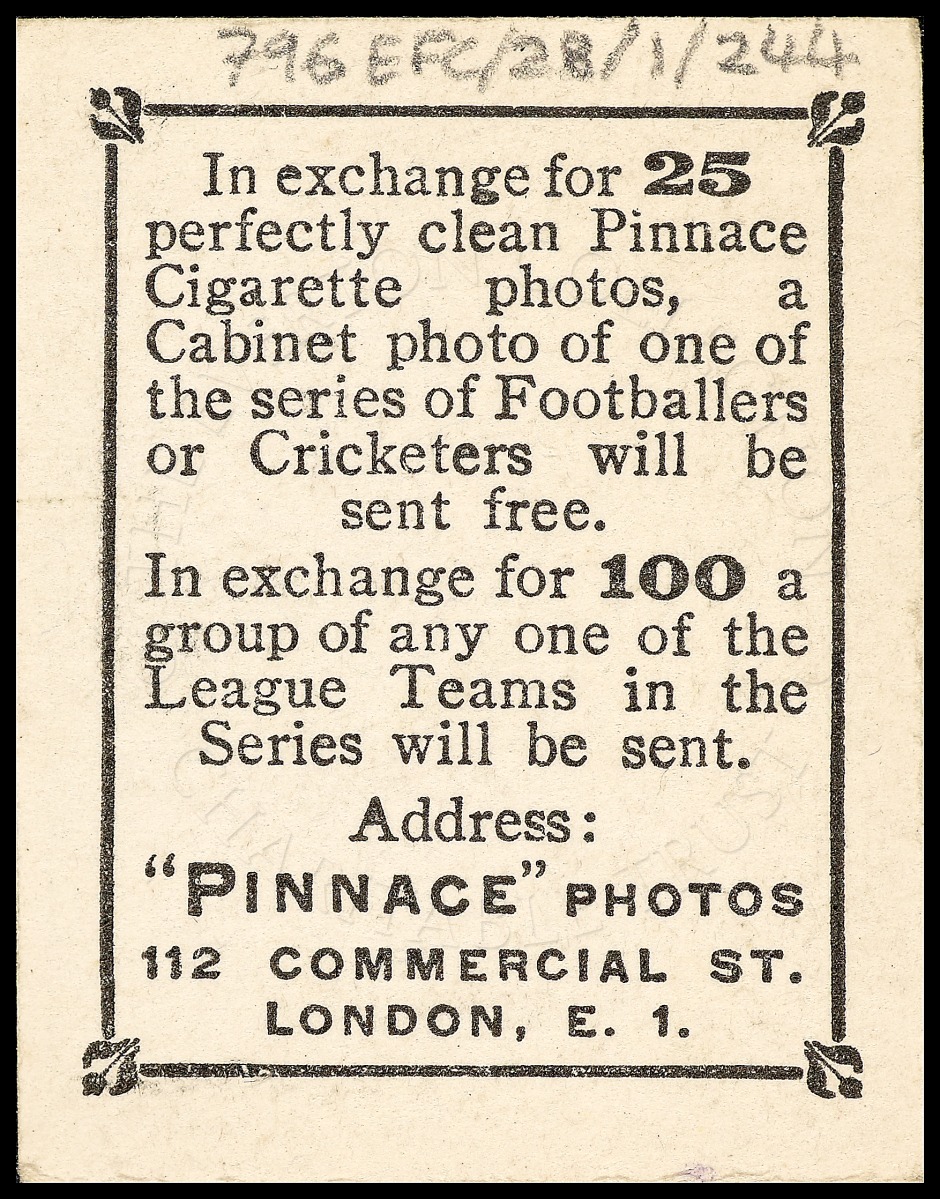 796 EFC/28/1/244
In exchange for 25
perfectly clean Pinnace
Cigarette photos, a
Cabinet photo of one of
the series of Footballers
or Cricketers will be
sent free.
In exchange for 100 a
group of any one of the
League Teams in the
Series will be sent.
Address:
"PINNACE" PHOTOS
112 COMMERCIAL ST.
LONDON, E. 1.